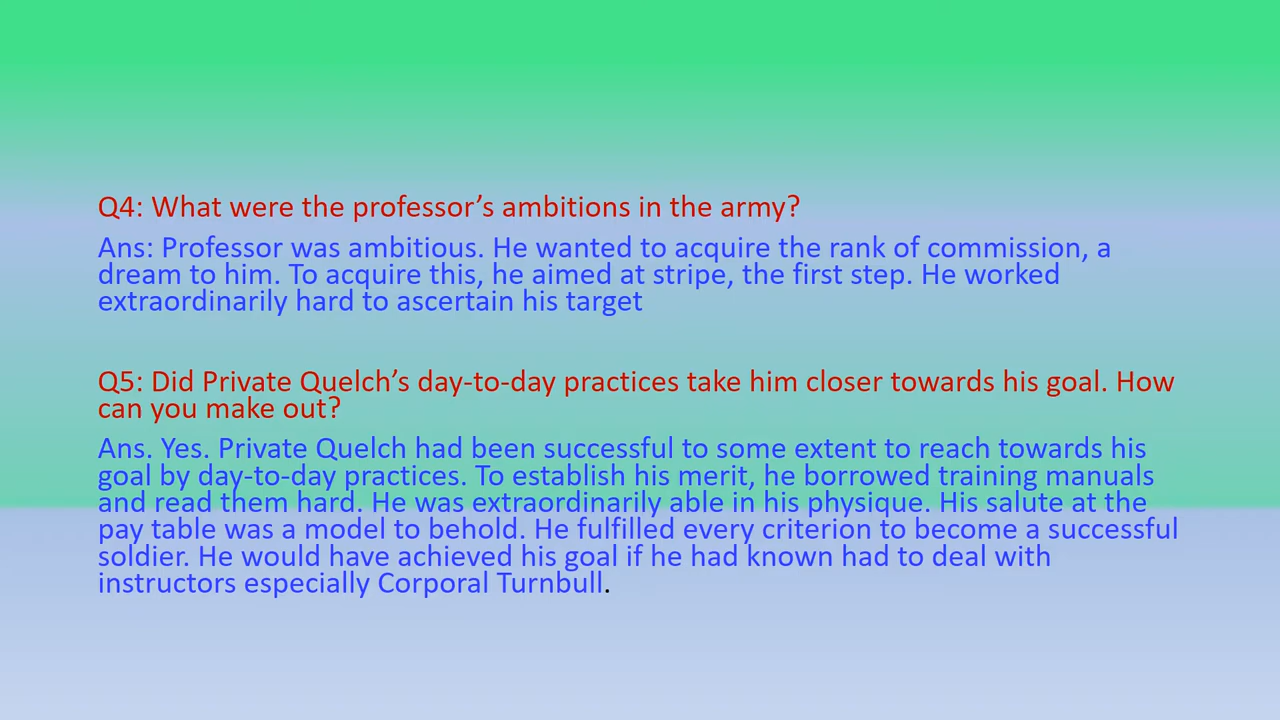 Q4: What were the professor’s ambitions in the army?
Ans: Professor was ambitious. He wanted to acquire the rank of commission, a
dream to him. To acquire this, he aimed at stripe, the first step. He worked
extraordinarily hard to ascertain his target
Q5: Did Private Quelch’s day-to-day practices take him closer towards his goal. How
can you make out?
Ans. Yes. Private Quelch had been successful to some extent to reach towards his
goal by day-to-day practices. To establish his merit, he borrowed training manuals
and read them hard. He was extraordinarily able in his physique. His salute at the
pay table was a model to behold. He fulfilled every criterion to become a successful
soldier. He would have achieved his goal if he had known had to deal with
instructors especially Corporal Turnbull.